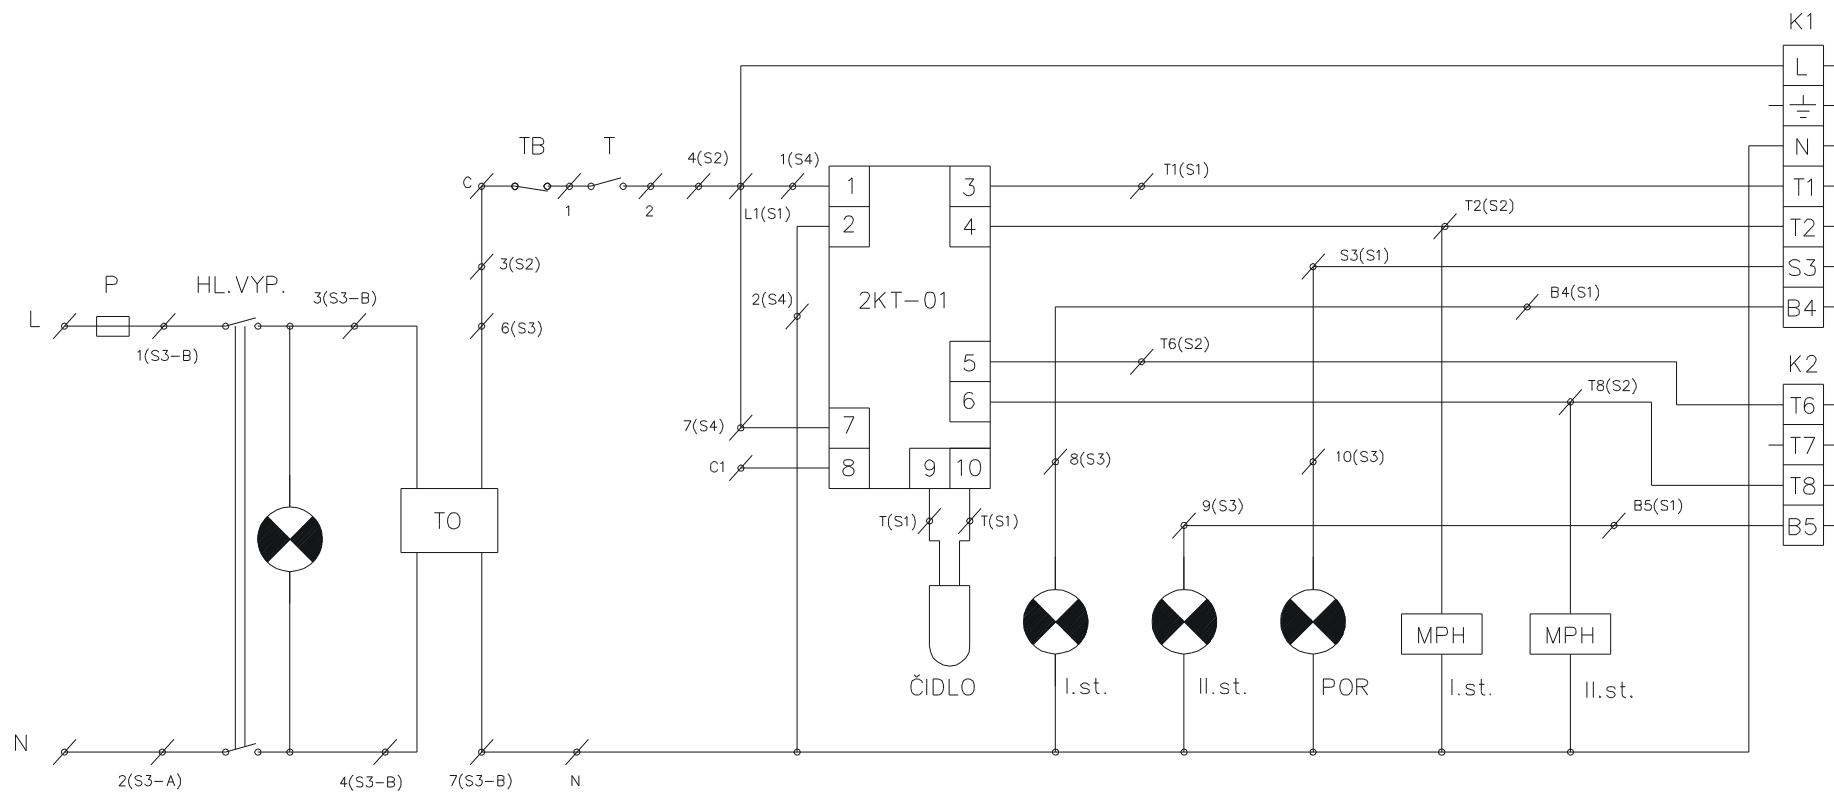 K1
L
N
T1
T2
S3
B4
K2
T6
T7
T8
B5
TB
T
4(S2)
1(S4)
C
1
2
L1(S1)
1
2
3
4
2KT-01
5
6
7
8
9
10
T1(S1)
T2(S2)
S3(S1)
B4(S1)
T6(S2)
T8(S2)
3(S2)
6(S3)
2(S4)
7(S4)
C1
P
HL.VYP.
3(S3-B)
L
1(S3-B)
8(S3)
10(S3)
9(S3)
B5(S1)
TO
T(S1)
T(S1)
MPH
MPH
ČIDLO
I.st.
II.st.
POR
I.st.
II.st.
N
2(S3-A)
4(S3-B)
7(S3-B)
N